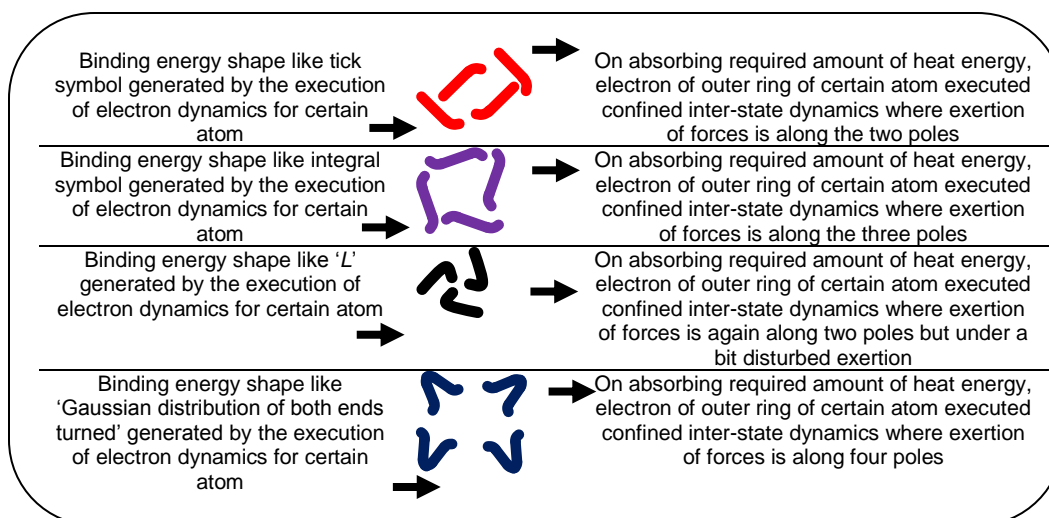 Binding energy shape like tick
symbol generated by the execution
of electron dynamics for certain
atom
On absorbing required amount of heat energy,
electron of outer ring of certain atom executed
confined inter-state dynamics where exertion
of forces is along the two poles
Binding energy shape like integral
symbol generated by the execution
of electron dynamics for certain
atom
On absorbing required amount of heat energy,
electron of outer ring of certain atom executed
confined inter-state dynamics where exertion
of forces is along the three poles
Binding energy shape like ‘L’
generated by the execution of
electron dynamics for certain atom
On absorbing required amount of heat energy,
electron of outer ring of certain atom executed
confined inter-state dynamics where exertion
of forces is again along two poles but under a
bit disturbed exertion
Binding energy shape like
‘Gaussian distribution of both ends
turned’ generated by the execution
of electron dynamics for certain
atom
On absorbing required amount of heat energy,
electron of outer ring of certain atom executed
confined inter-state dynamics where exertion
of forces is along four poles